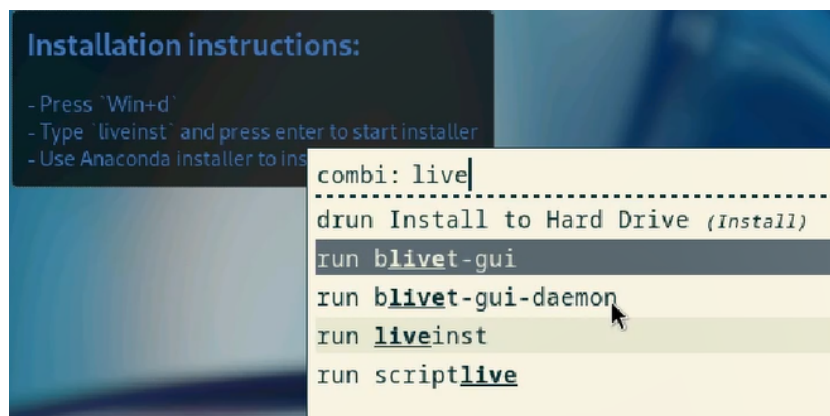 Installation instructions:
- Press `Win+d`
- Type `liveinst` and press enter to start installer
- Use Anaconda installer to ins
combi: live
drun Install to Hard Drive (Install)
run blivet-gui
run blivet-gui-daemon
run liveinst
run scriptlive